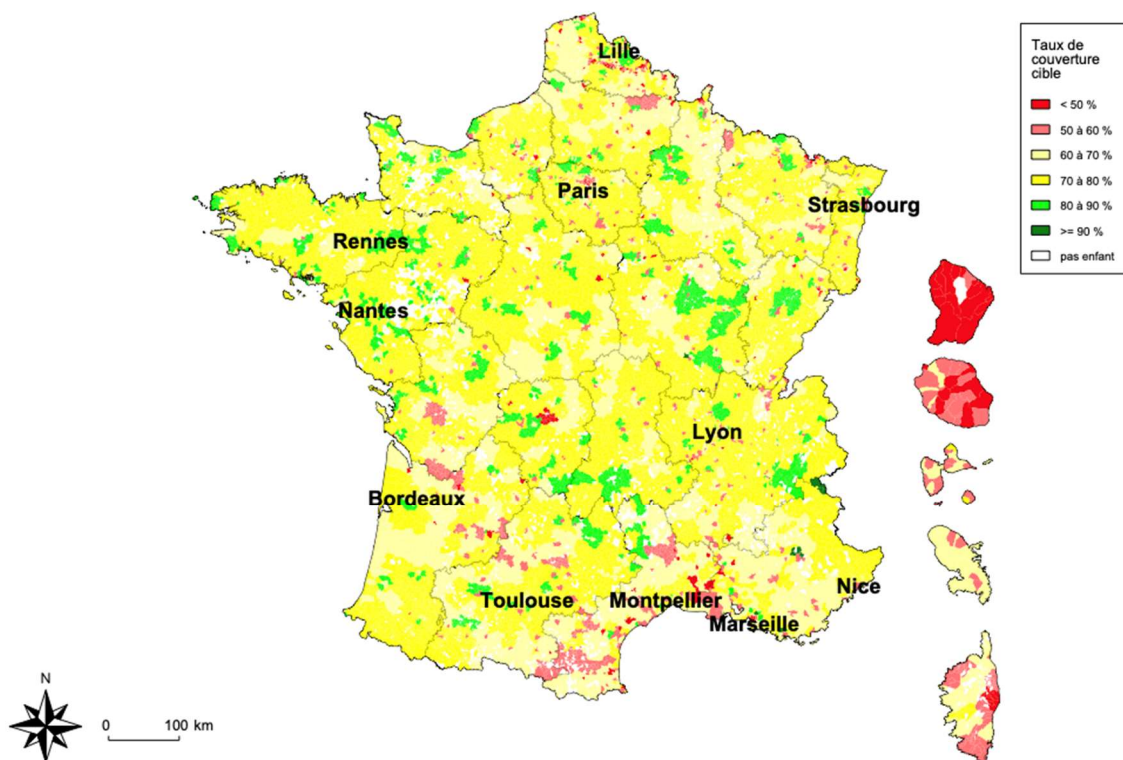 Lille
Paris
Strasbourg
Rennes
Nantes
Lyon
Bordeaux
Toulouse
Montpellier
Nice
Marseille
Taux de
couverture
cible
< 50 %
50 à 60 %
60 à 70 %
70 à 80 %
80 à 90 %
>= 90 %
pas enfant
N
0 100 km